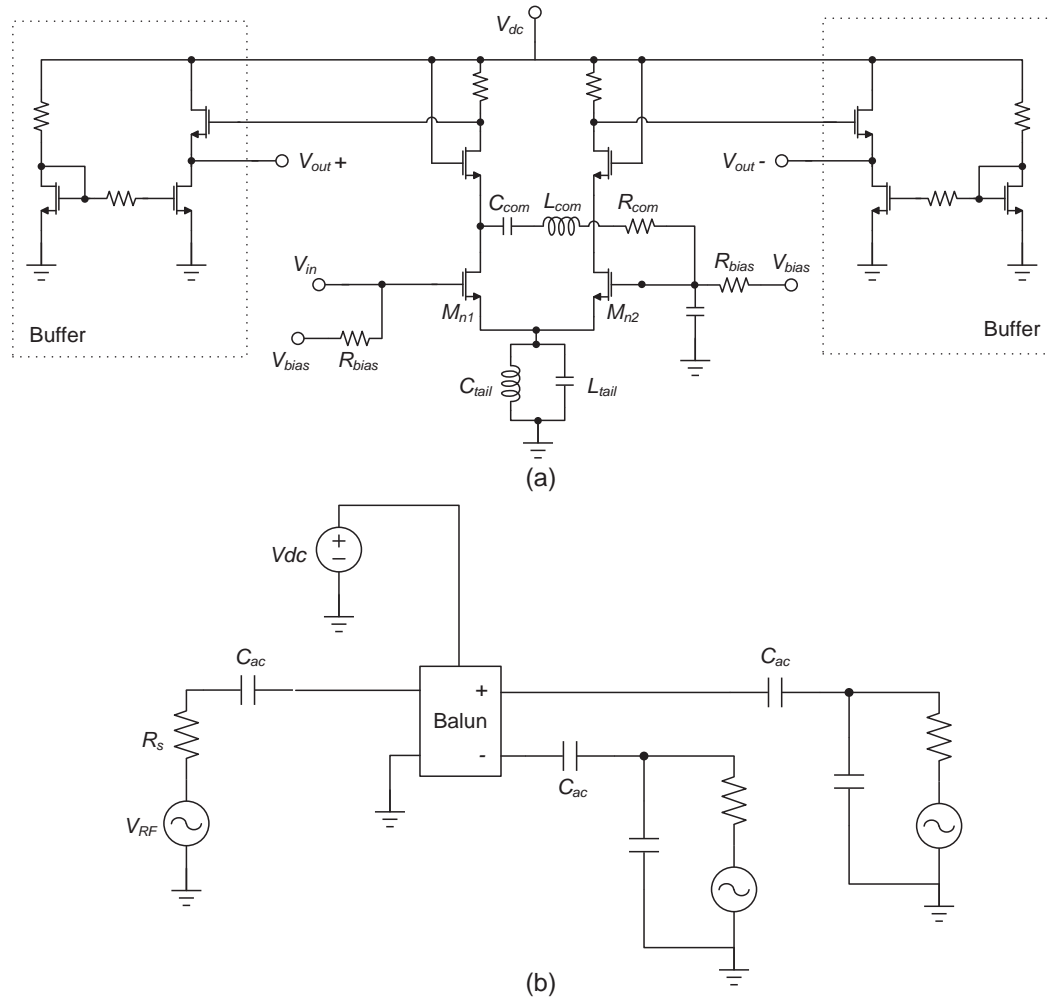 V_dc
V_out +
V_out -
C_com
L_com
R_com
V_in
R_bias
V_bias
M_n1
M_n2
Buffer
Buffer
V_bias
R_bias
C_tail
L_tail
(a)
Vdc
+
−
C_ac
C_ac
R_s
+
Balun
-
C_ac
V_RF
(b)